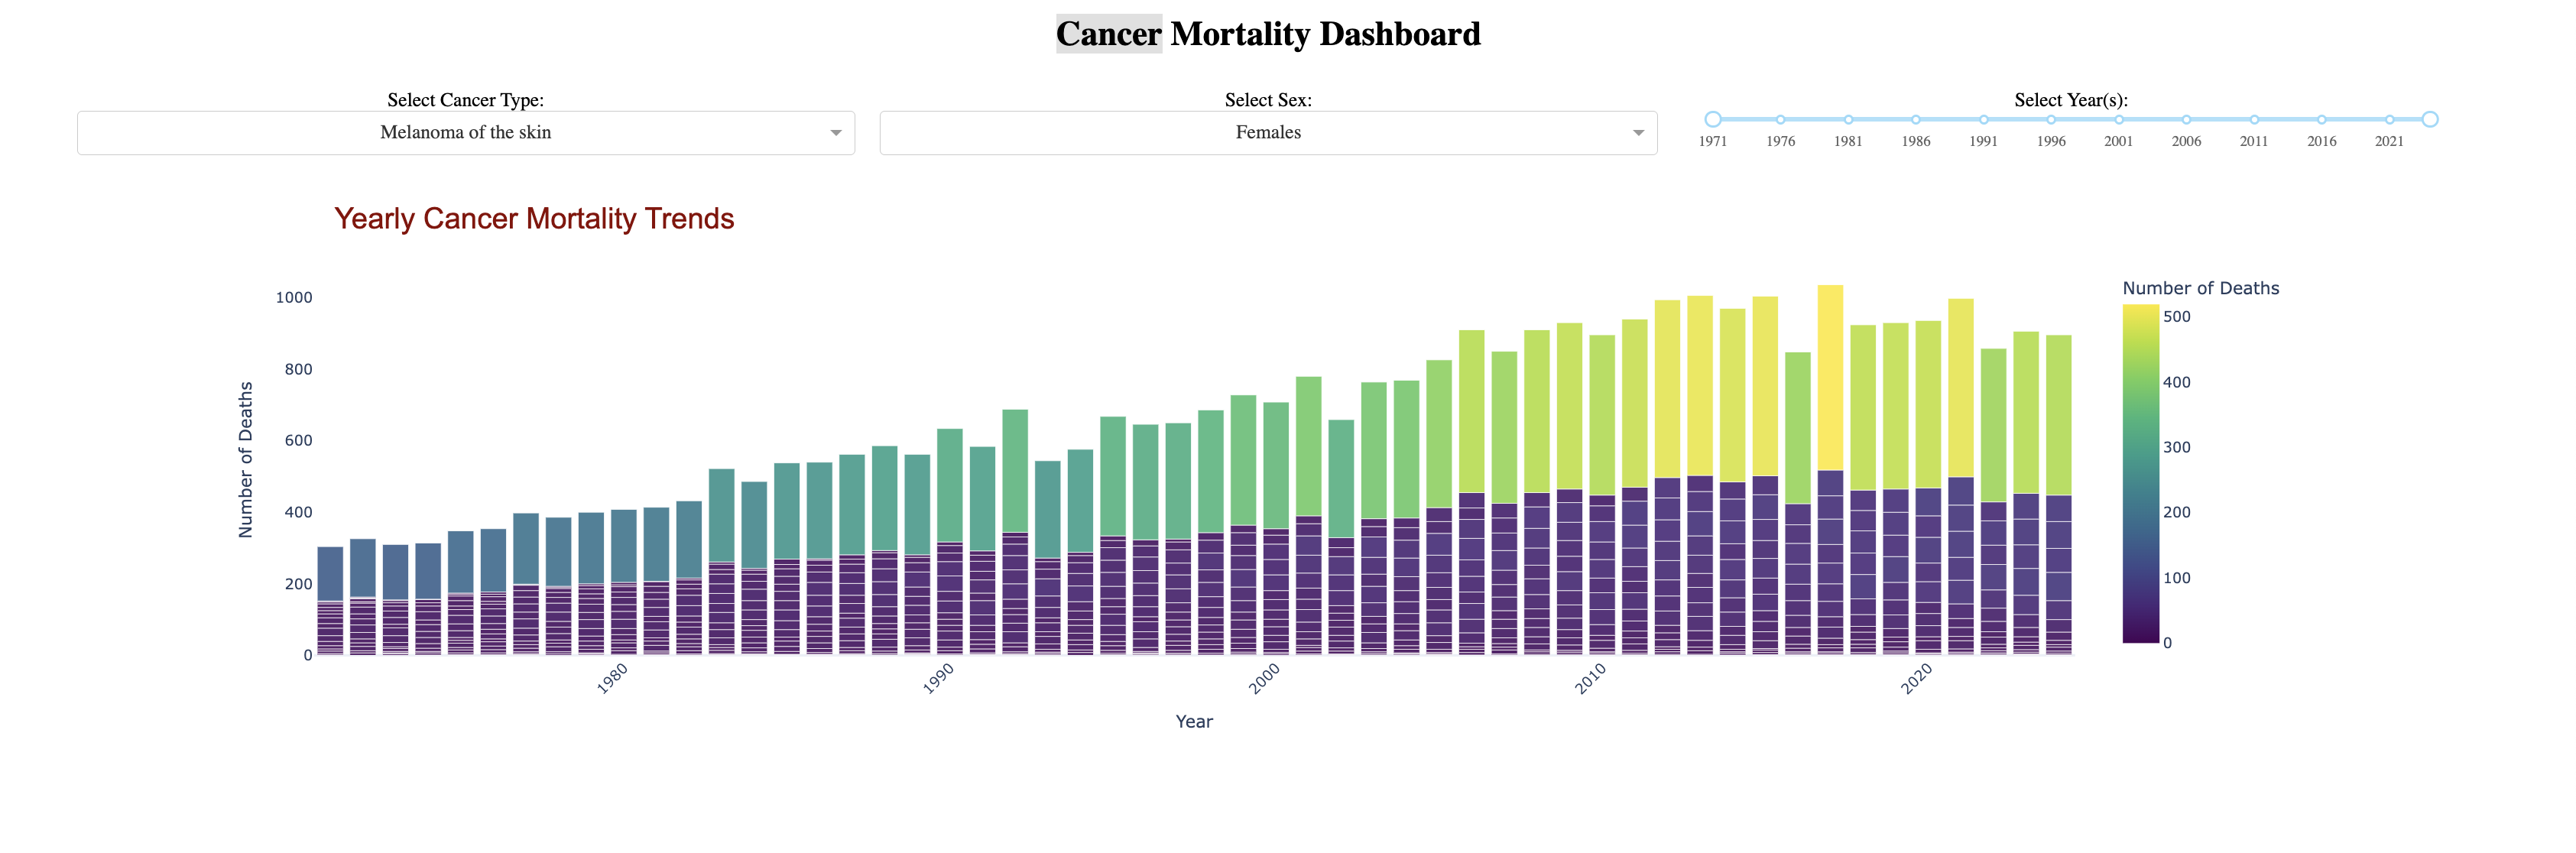 Cancer Mortality Dashboard
Select Cancer Type:
Select Sex:
Select Year(s):
Melanoma of the skin
Females
1971 1976 1981 1986 1991 1996 2001 2006 2011 2016 2021
Yearly Cancer Mortality Trends
Number of Deaths
1000
800
600
400
200
0
1980 1990 2000 2010 2020
Year
Number of Deaths
500
400
300
200
100
0